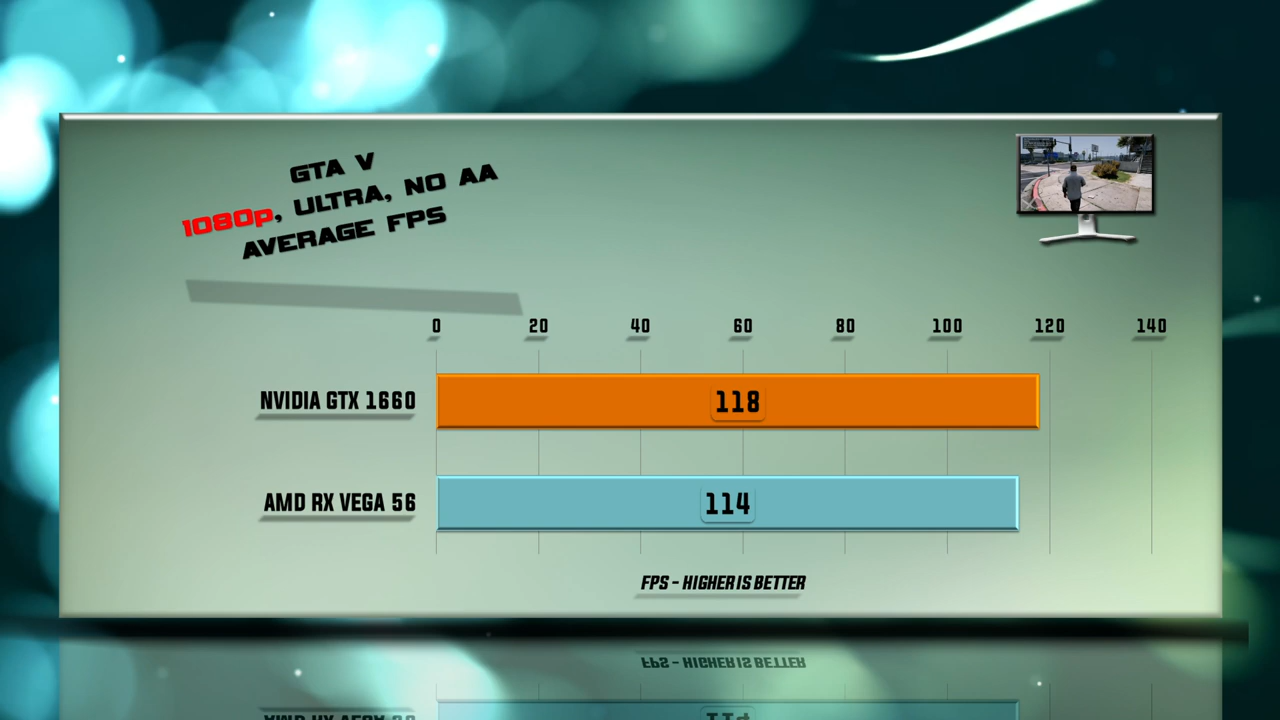 GTA V
1080p, ULTRA, NO AA
AVERAGE FPS
0 20 40 60 80 100 120 140
NVIDIA GTX 1660 118
AMD RX VEGA 56 114
FPS - HIGHER IS BETTER